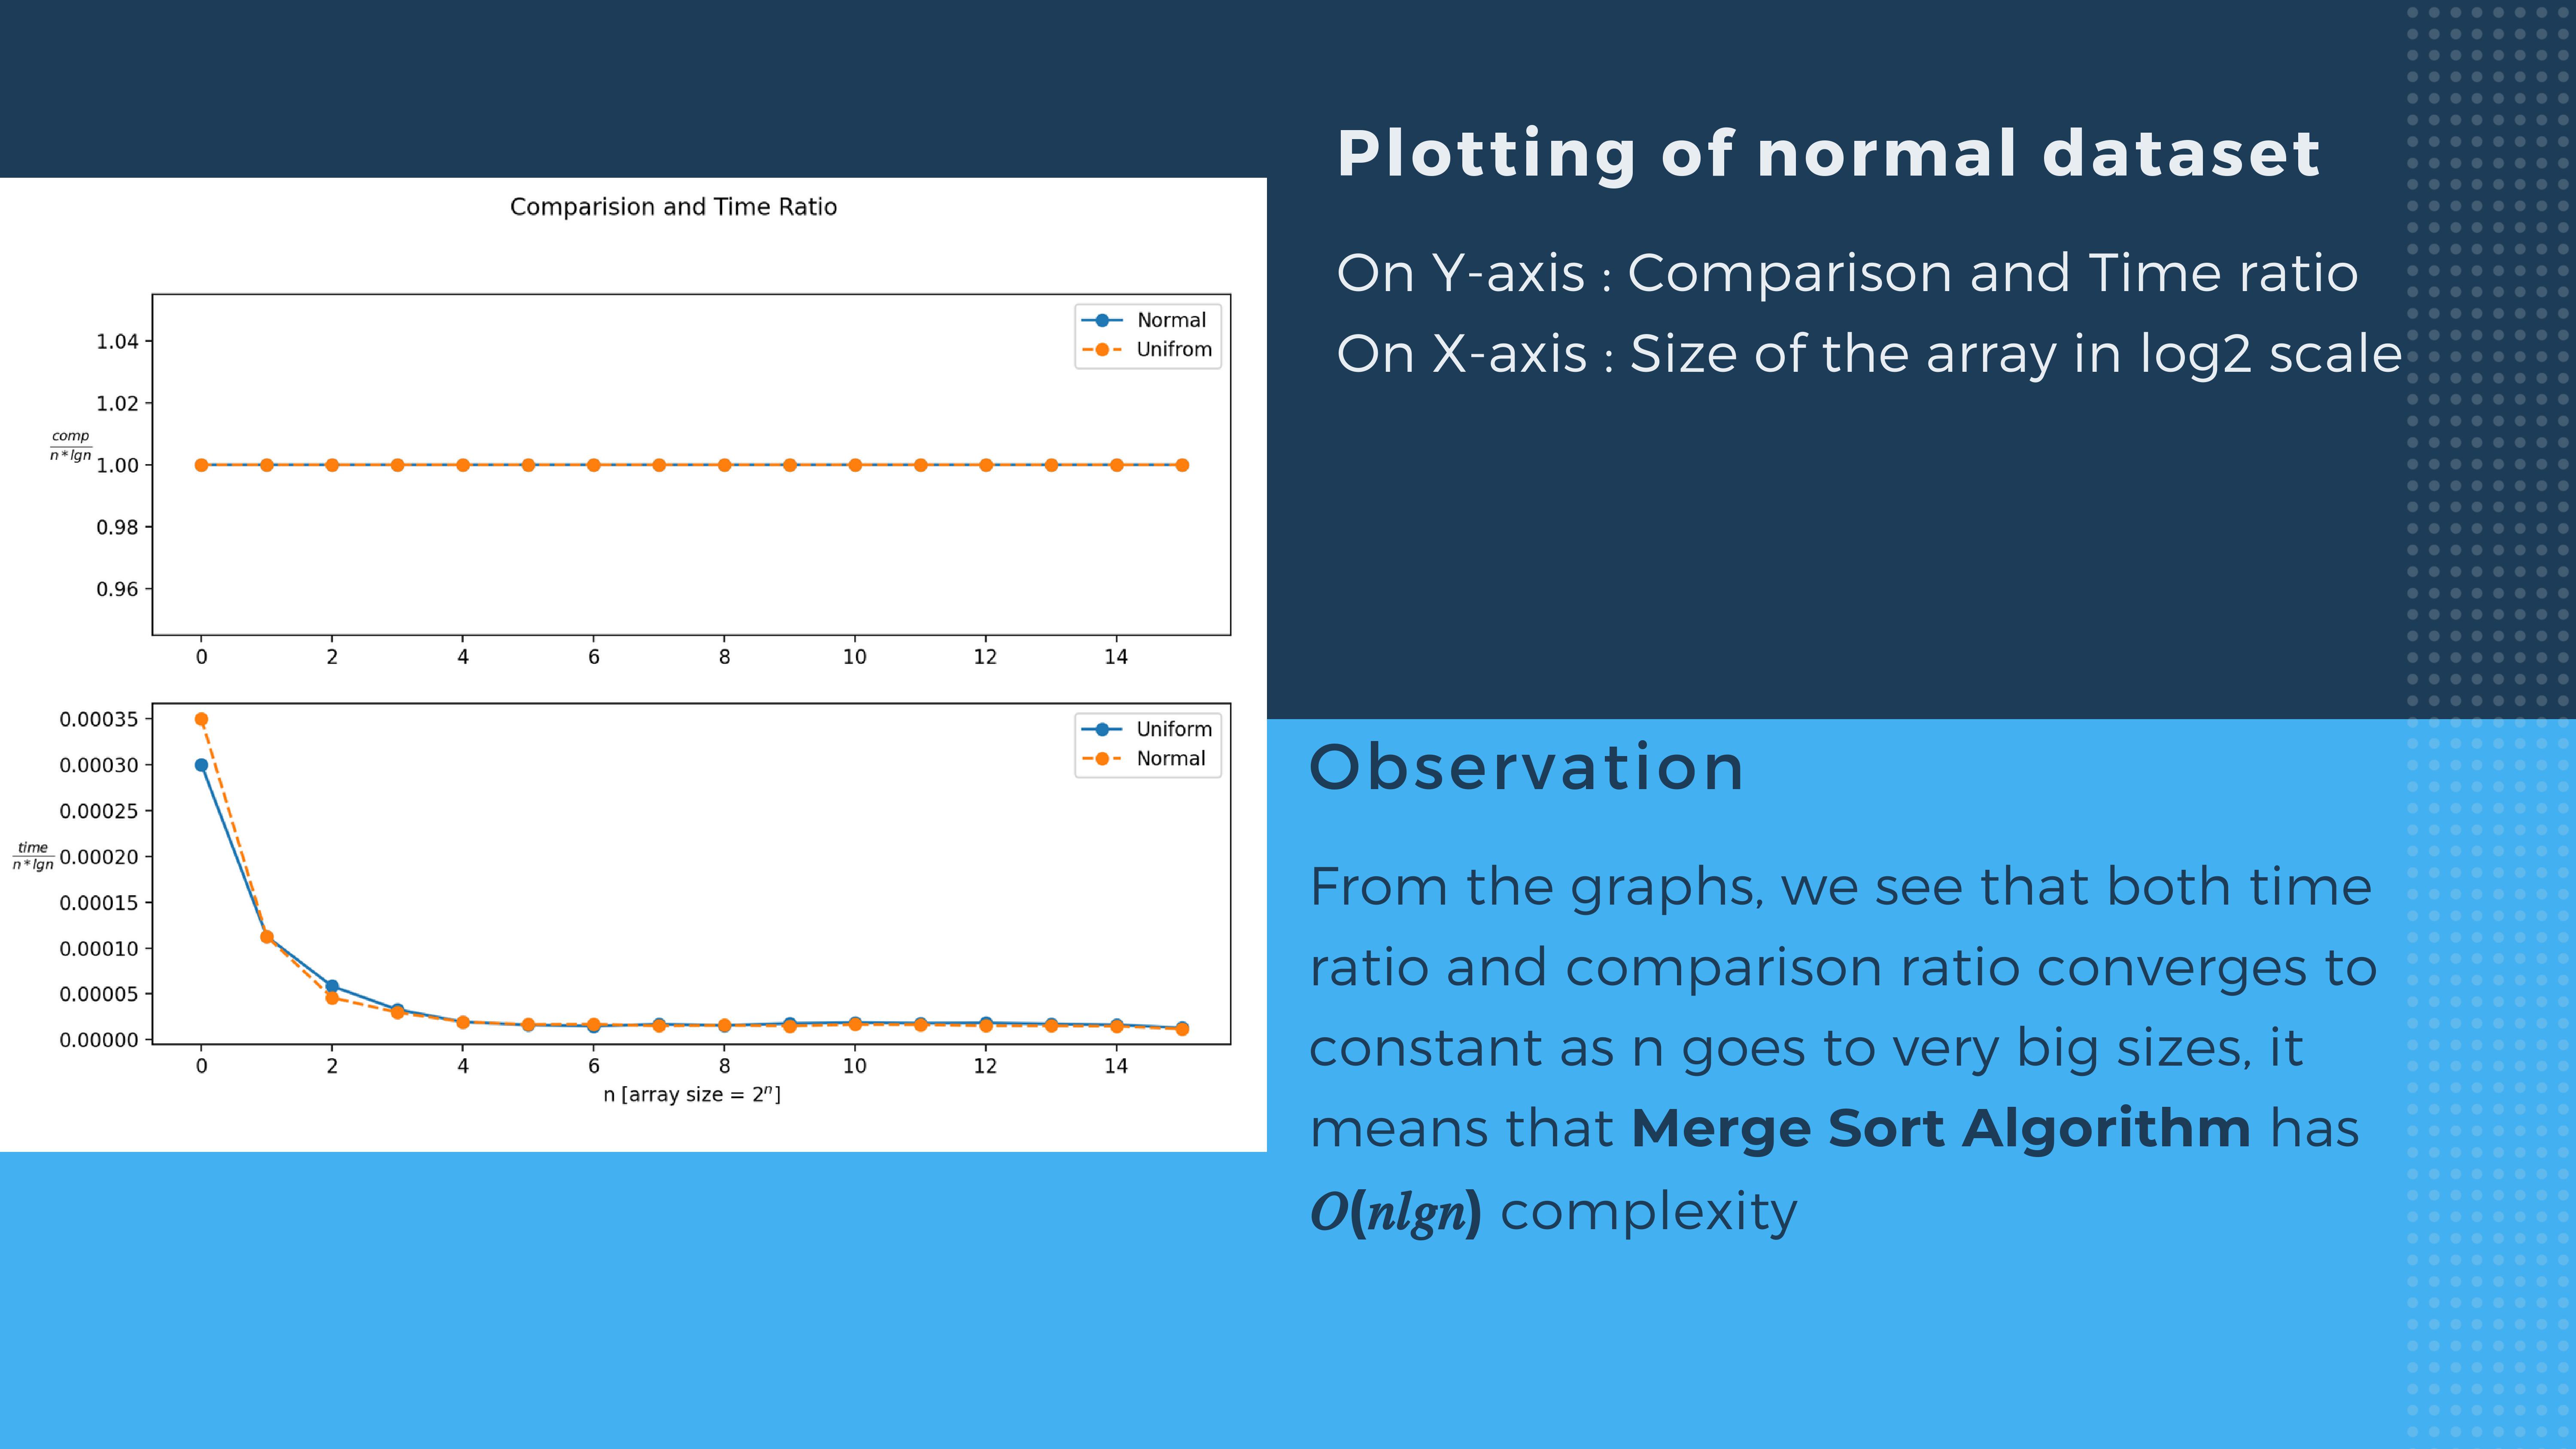 Plotting of normal dataset
On Y-axis : Comparison and Time ratio
On X-axis : Size of the array in log2 scale
Comparision and Time Ratio
1.04
1.02
1.00
0.98
0.96
comp
n * lgn
Normal
Unifrom
0 2 4 6 8 10 12 14
0.00035
0.00030
0.00025
0.00020
0.00015
0.00010
0.00005
0.00000
time
n * lgn
Uniform
Normal
0 2 4 6 8 10 12 14
n [array size = 2ⁿ]
Observation
From the graphs, we see that both time
ratio and comparison ratio converges to
constant as n goes to very big sizes, it
means that Merge Sort Algorithm has
O(nlgn) complexity